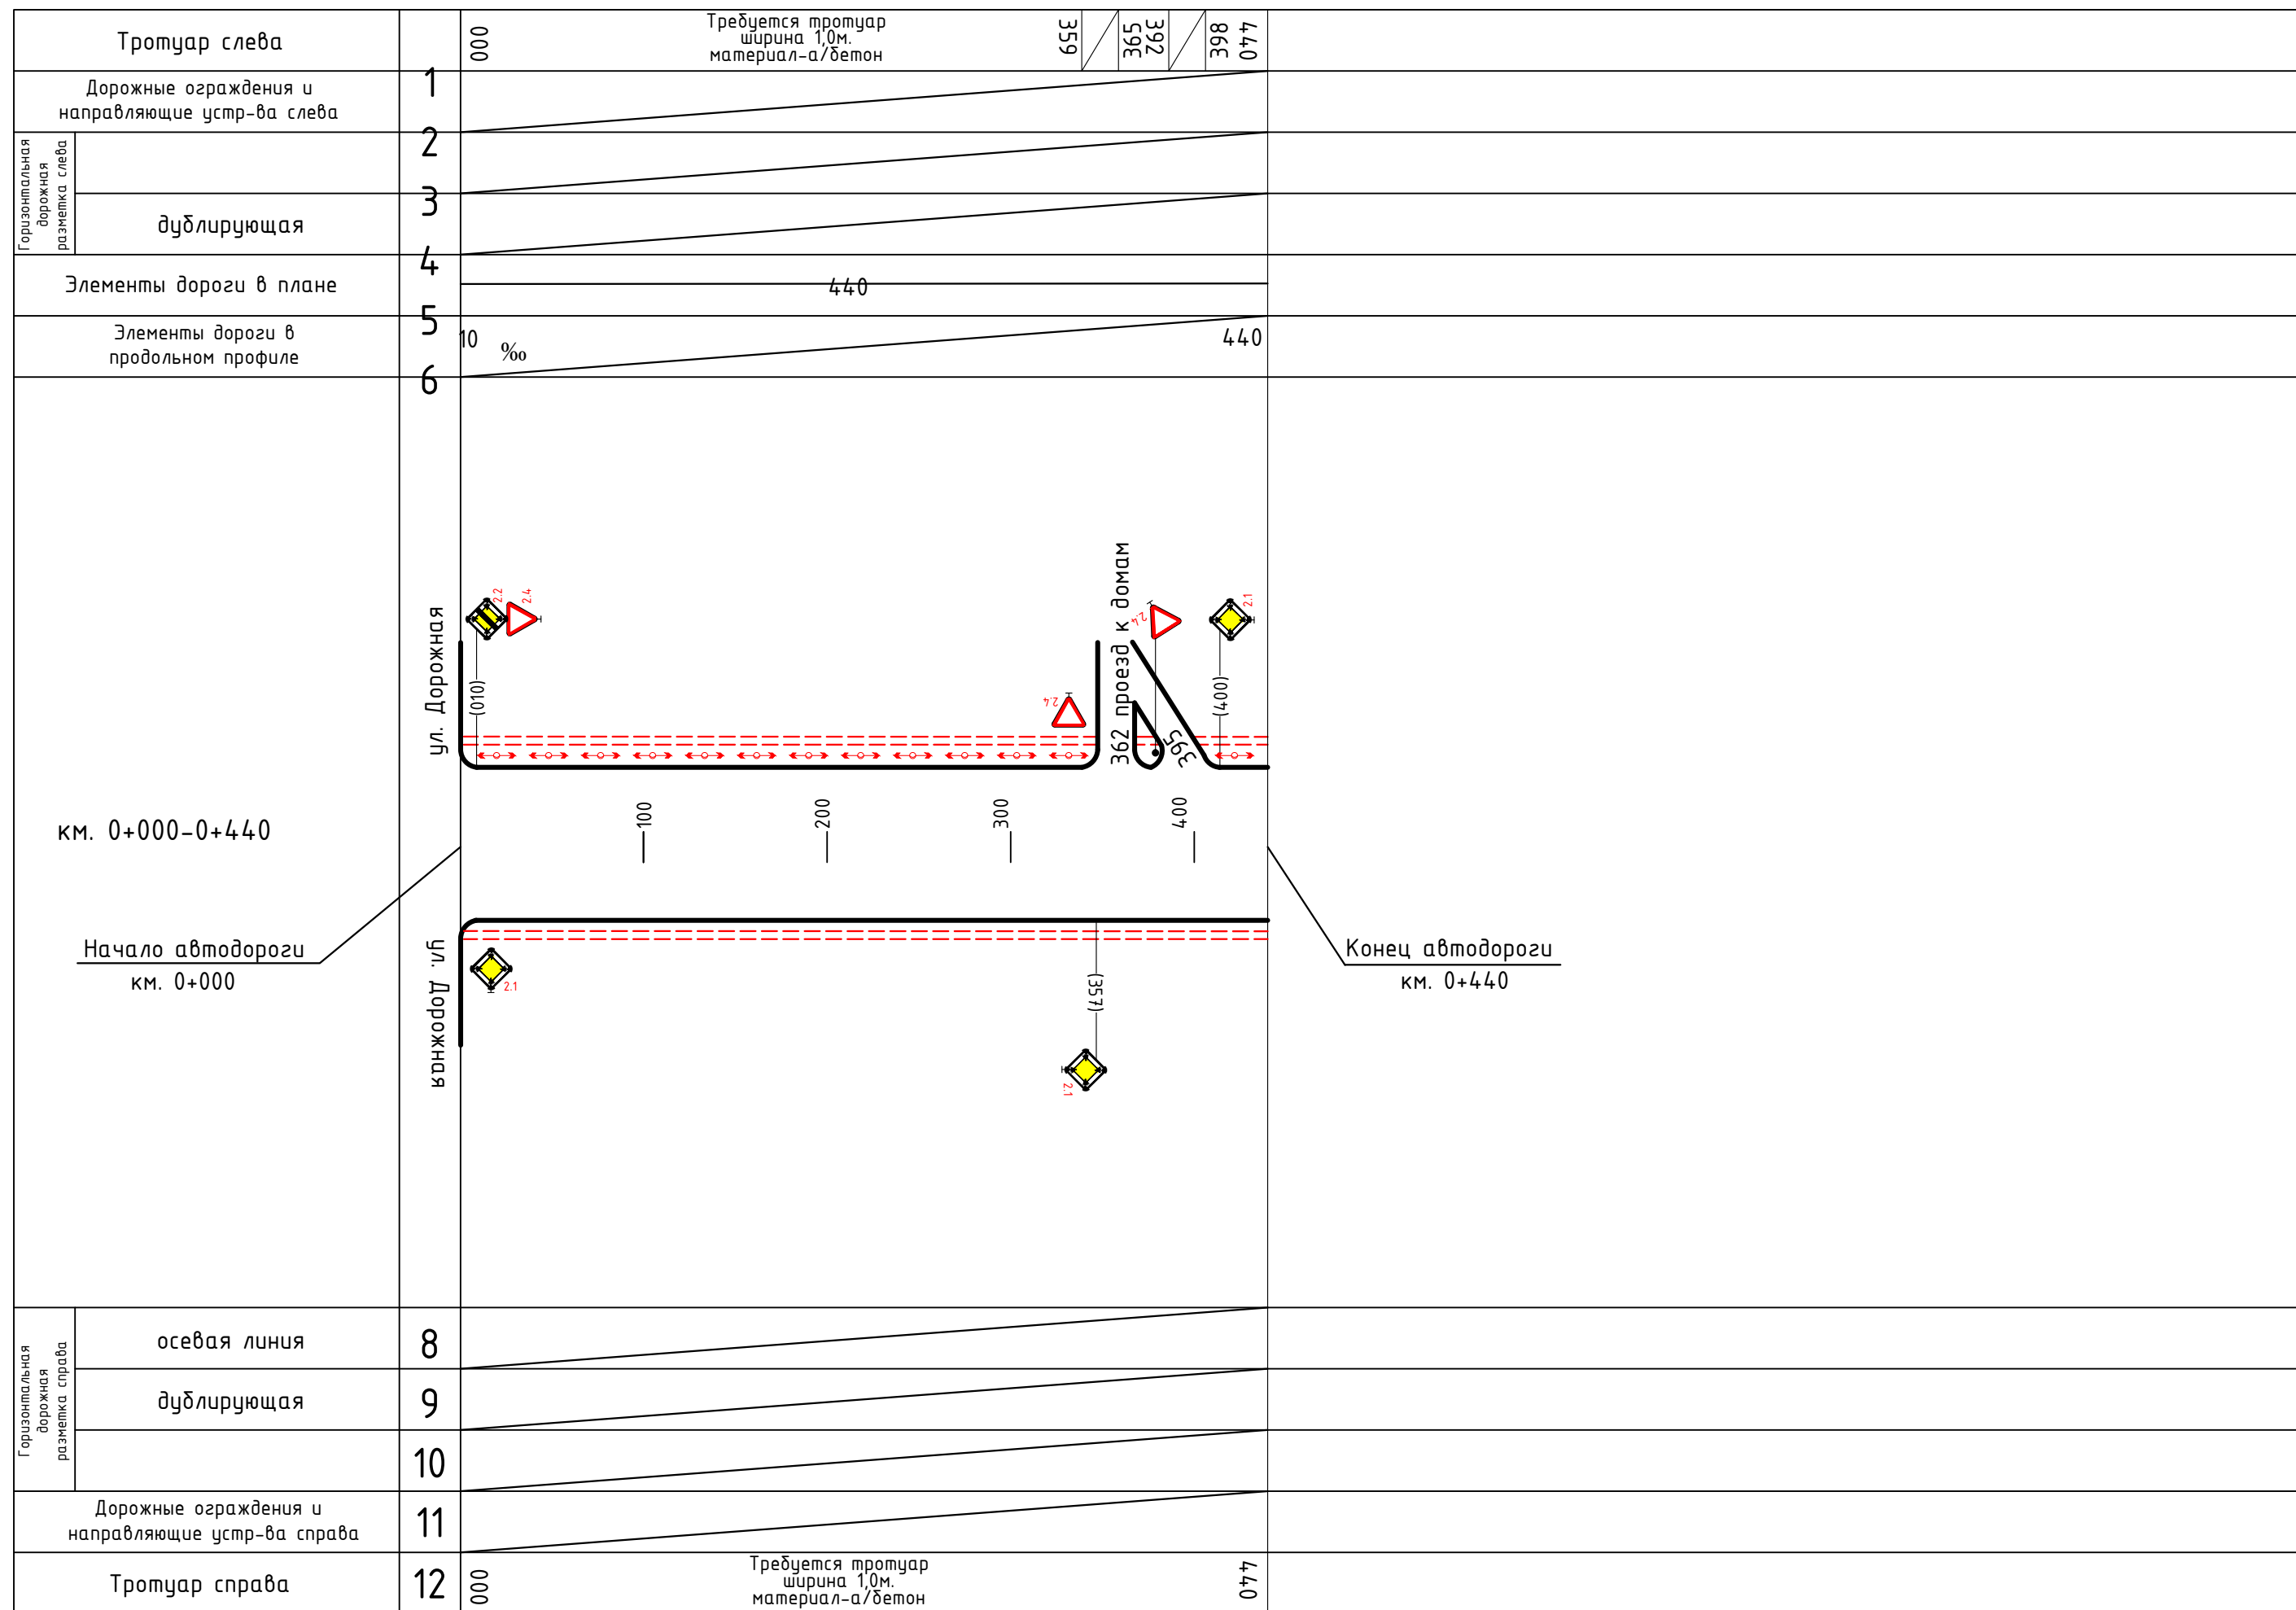 Тротуар слева
000
Требуется тротуар
ширина 1,0м.
материал-а/бетон
359
365
392
398
440
1
Дорожные ограждения и
направляющие устр-ва слева
2
Горизонтальная
дорожная
разметка слева
3
дублирующая
4
Элементы дороги в плане
440
5
Элементы дороги в
продольном профиле
10 ‰
440
6
ул. Дорожная
2.2
2.4
(010)
2.4
362 проезд к домам
2.4
395
2.1
(400)
км. 0+000-0+440
100
200
300
400
Начало автодороги
км. 0+000
ул. Дорожная
2.1
(357)
2.1
Конец автодороги
км. 0+440
Горизонтальная
дорожная
разметка справа
осевая линия
8
дублирующая
9
10
Дорожные ограждения и
направляющие устр-ва справа
11
Тротуар справа
12
000
Требуется тротуар
ширина 1,0м.
материал-а/бетон
440